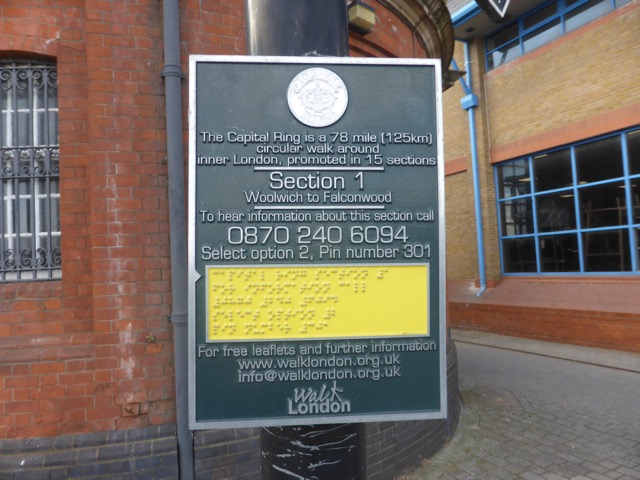 The Capital Ring is a 78 mile (125km)
circular walk around
inner London, promoted in 15 sections
Section 1
Woolwich to Falconwood
To hear information about this section call
0870 240 6094
Select option 2, Pin number 301
For free leaflets and further information
www.walklondon.org.uk
info@walklondon.org.uk
Walk
London